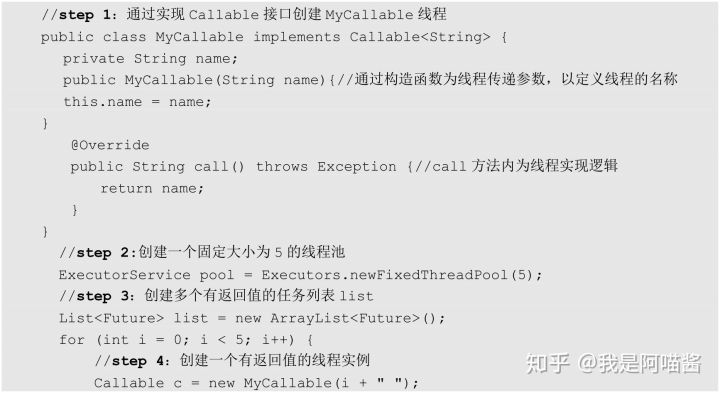 //step 1: 通过实现 Callable 接口创建 MyCallable 线程
public class MyCallable implements Callable<String> {
private String name;
public MyCallable(String name){//通过构造函数为线程传递参数，以定义线程的名称
this.name = name;
}
@Override
public String call() throws Exception {//call 方法内为线程实现逻辑
return name;
}
}
//step 2:创建一个固定大小为 5 的线程池
ExecutorService pool = Executors.newFixedThreadPool(5);
//step 3: 创建多个有返回值的任务列表 list
List<Future> list = new ArrayList<Future>();
for (int i = 0; i < 5; i++) {
//step 4: 创建一个有返回值的线程实例
Callable c = new MyCallable(i + " ");
知乎 @我是阿喵酱